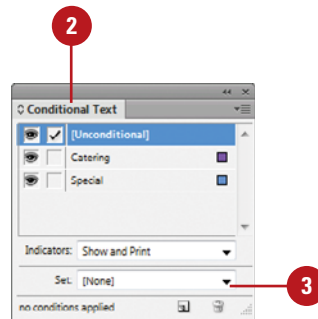 2
Conditional Text
[Unconditional]
Catering
Special
Indicators: Show and Print
Set: [None]
3
no conditions applied